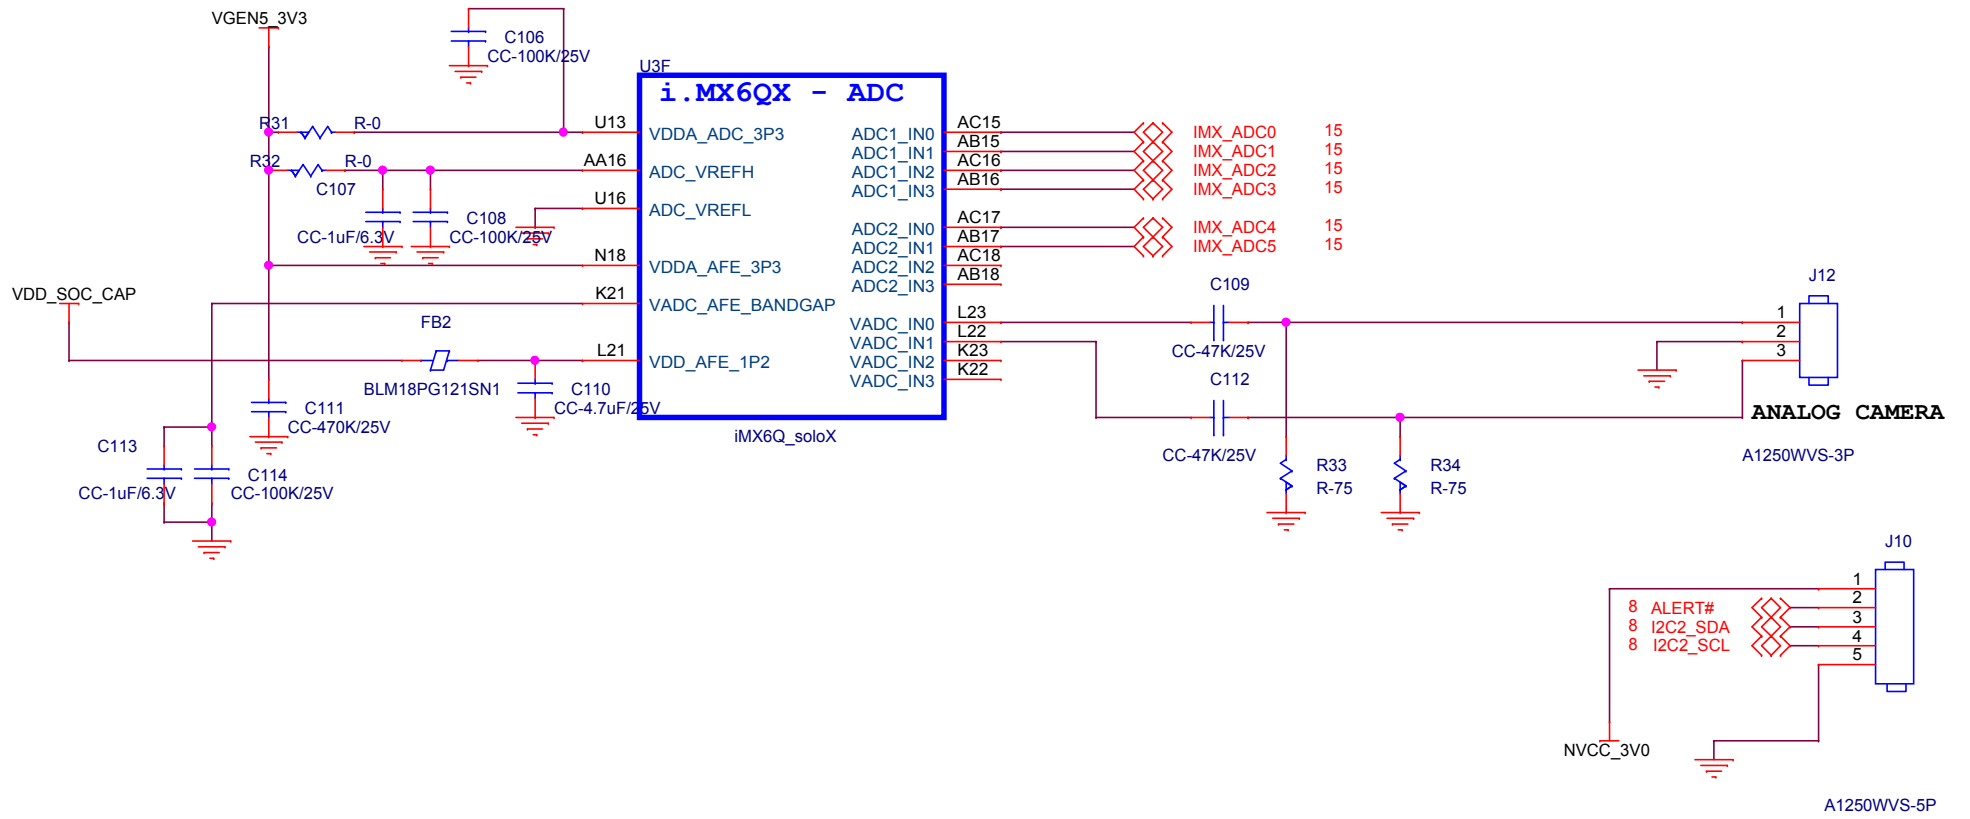 VGEN5_3V3
C106
CC-100K/25V
U3F
i.MX6QX - ADC
R31
R-0
U13
VDDA_ADC_3P3
ADC1_IN0
AC15
IMX_ADC0
15
ADC1_IN1
AB15
IMX_ADC1
15
R32
R-0
AA16
ADC_VREFH
ADC1_IN2
AC16
IMX_ADC2
15
C107
ADC1_IN3
AB16
IMX_ADC3
15
U16
ADC_VREFL
C108
CC-1uF/6.3V
CC-100K/25V
ADC2_IN0
AC17
IMX_ADC4
15
ADC2_IN1
AB17
IMX_ADC5
15
N18
VDDA_AFE_3P3
ADC2_IN2
AC18
ADC2_IN3
AB18
VDD_SOC_CAP
K21
VADC_AFE_BANDGAP
C109
J12
FB2
VADC_IN0
L23
1
VADC_IN1
L22
2
L21
VDD_AFE_1P2
VADC_IN2
K23
CC-47K/25V
3
VADC_IN3
K22
BLM18PG121SN1
C110
CC-4.7uF/25V
C112
C111
CC-470K/25V
ANALOG CAMERA
iMX6Q_soloX
C113
CC-47K/25V
A1250WVS-3P
C114
CC-1uF/6.3V
CC-100K/25V
R33
R-75
R34
R-75
J10
1
8 ALERT#
2
8 I2C2_SDA
3
8 I2C2_SCL
4
5
NVCC_3V0
A1250WVS-5P